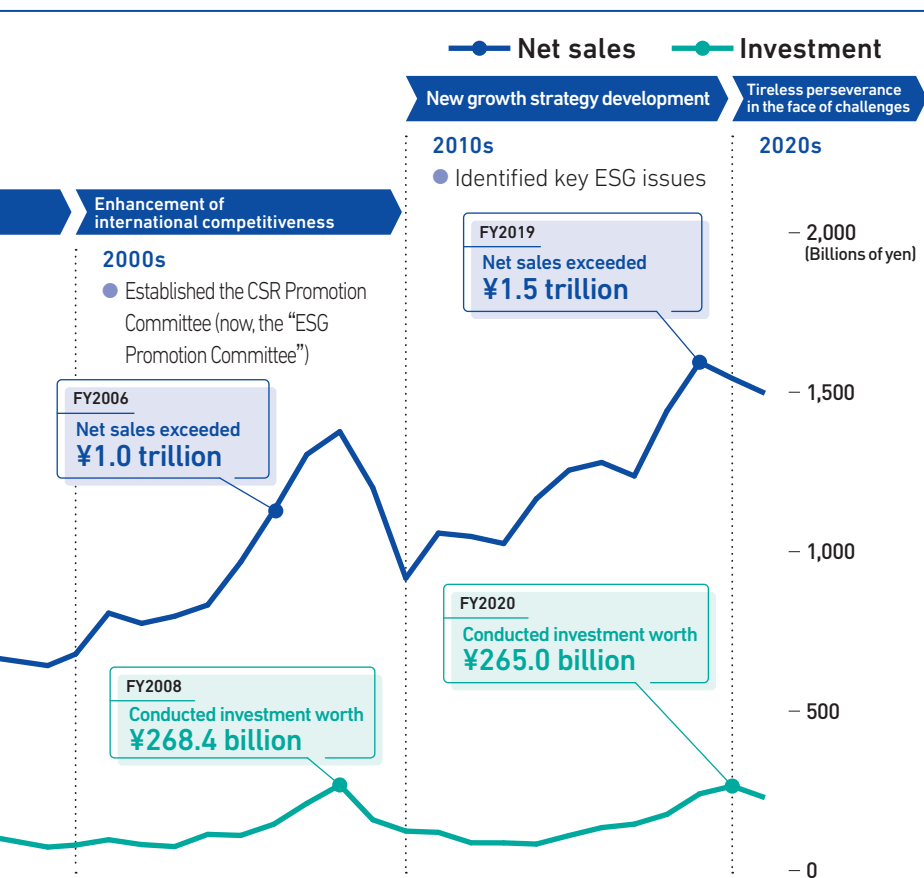 Net sales
Investment
New growth strategy development
Tireless perseverance
in the face of challenges
2010s
● Identified key ESG issues
2020s
Enhancement of
international competitiveness
2000s
● Established the CSR Promotion
Committee (now, the “ESG
Promotion Committee”)
FY2019
Net sales exceeded
¥1.5 trillion
FY2006
Net sales exceeded
¥1.0 trillion
FY2020
Conducted investment worth
¥265.0 billion
FY2008
Conducted investment worth
¥268.4 billion
2,000
(Billions of yen)
1,500
1,000
500
0